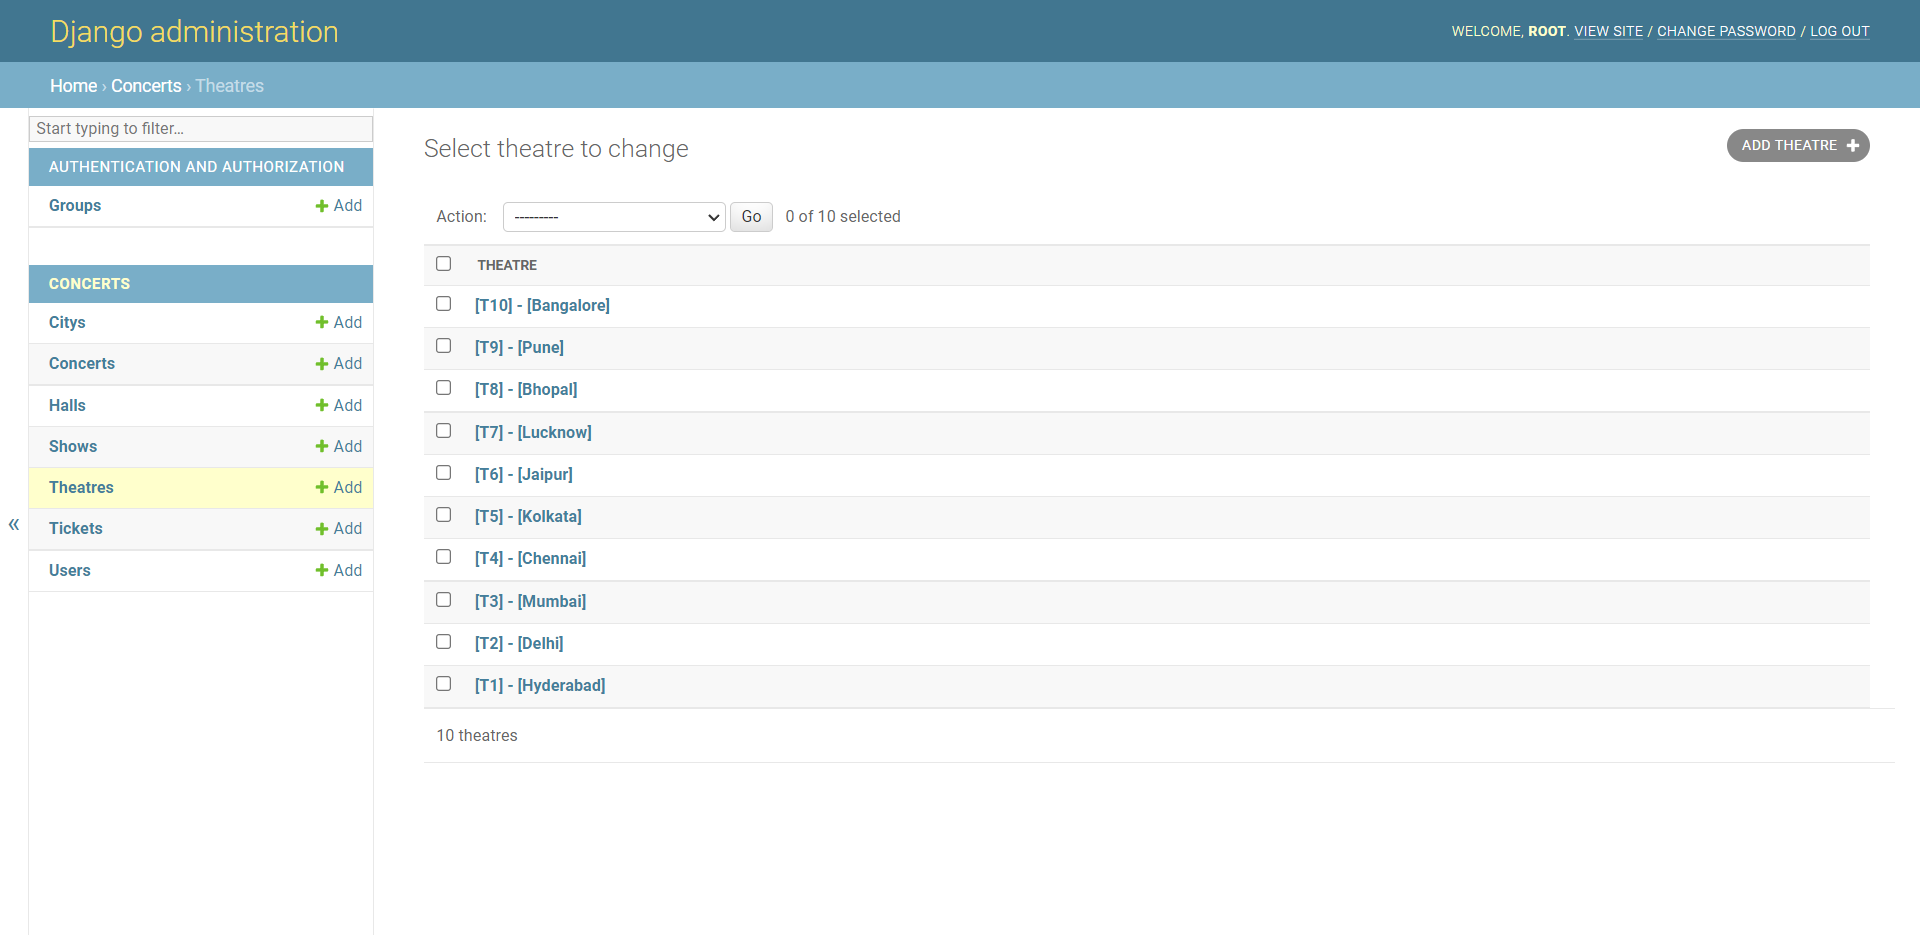 Django administration
WELCOME, ROOT. VIEW SITE / CHANGE PASSWORD / LOG OUT
Home › Concerts › Theatres
Start typing to filter...
AUTHENTICATION AND AUTHORIZATION
Groups Add
CONCERTS
Citys Add
Concerts Add
Halls Add
Shows Add
Theatres Add
Tickets Add
Users Add
«
Select theatre to change
ADD THEATRE
Action: --------- Go 0 of 10 selected
THEATRE
[T10] - [Bangalore]
[T9] - [Pune]
[T8] - [Bhopal]
[T7] - [Lucknow]
[T6] - [Jaipur]
[T5] - [Kolkata]
[T4] - [Chennai]
[T3] - [Mumbai]
[T2] - [Delhi]
[T1] - [Hyderabad]
10 theatres